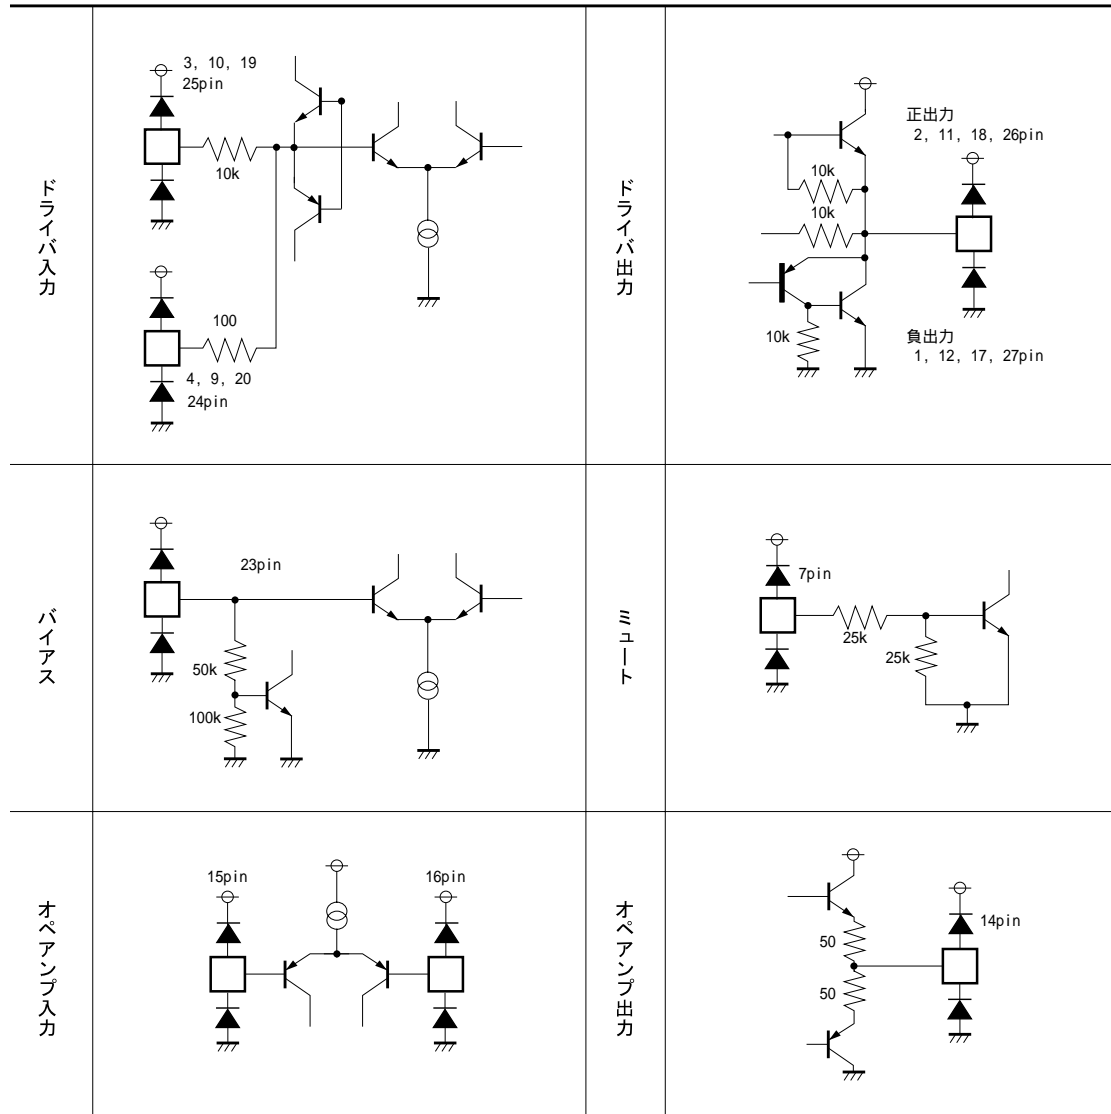 ドライバ入力
3, 10, 19
25pin
10k
100
4, 9, 20
24pin
ドライバ出力
正出力
2, 11, 18, 26pin
10k
10k
10k
負出力
1, 12, 17, 27pin
バイアス
23pin
50k
100k
ミュート
7pin
25k
25k
オペアンプ入力
15pin
16pin
オペアンプ出力
14pin
50
50